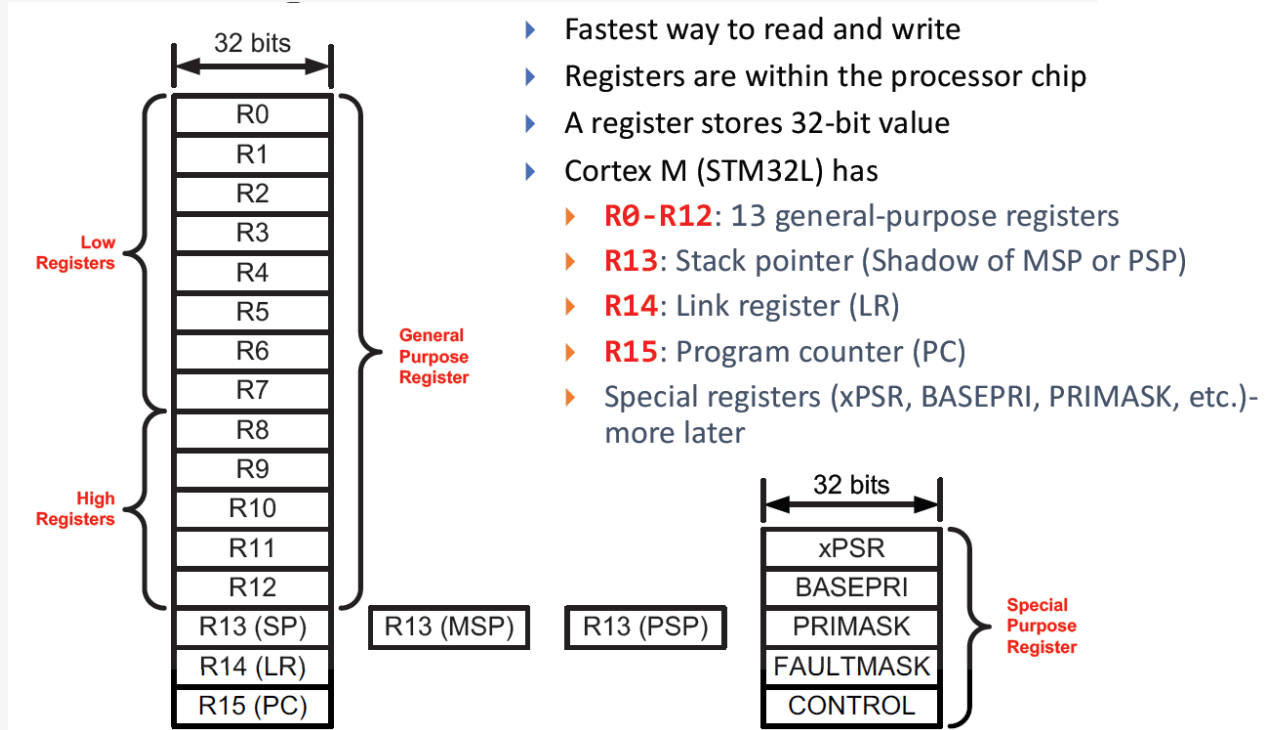 32 bits
R0
R1
R2
R3
R4
R5
R6
R7
R8
R9
R10
R11
R12
R13 (SP)
R14 (LR)
R15 (PC)
Low
Registers
High
Registers
General
Purpose
Register
R13 (MSP)
R13 (PSP)
Fastest way to read and write
Registers are within the processor chip
A register stores 32-bit value
Cortex M (STM32L) has
R0-R12: 13 general-purpose registers
R13: Stack pointer (Shadow of MSP or PSP)
R14: Link register (LR)
R15: Program counter (PC)
Special registers (xPSR, BASEPRI, PRIMASK, etc.)-
more later
32 bits
xPSR
BASEPRI
PRIMASK
FAULTMASK
CONTROL
Special
Purpose
Register